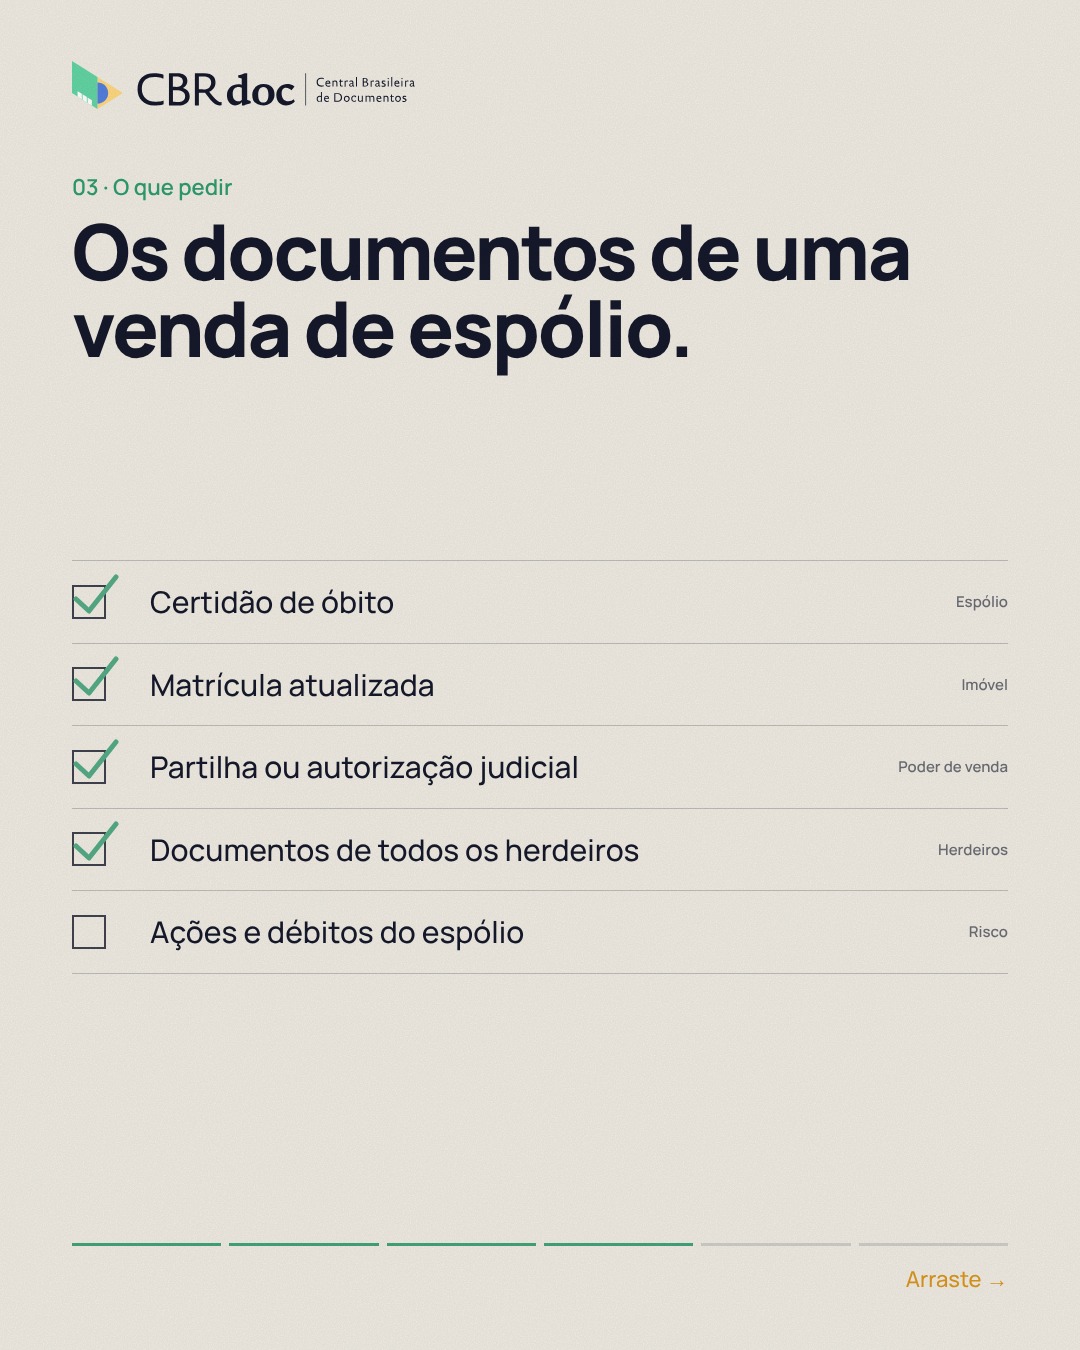 CBRdoc
Central Brasileira
de Documentos
03 · O que pedir
Os documentos de uma
venda de espólio.
Certidão de óbito
Espólio
Matrícula atualizada
Imóvel
Partilha ou autorização judicial
Poder de venda
Documentos de todos os herdeiros
Herdeiros
Ações e débitos do espólio
Risco
Arraste →